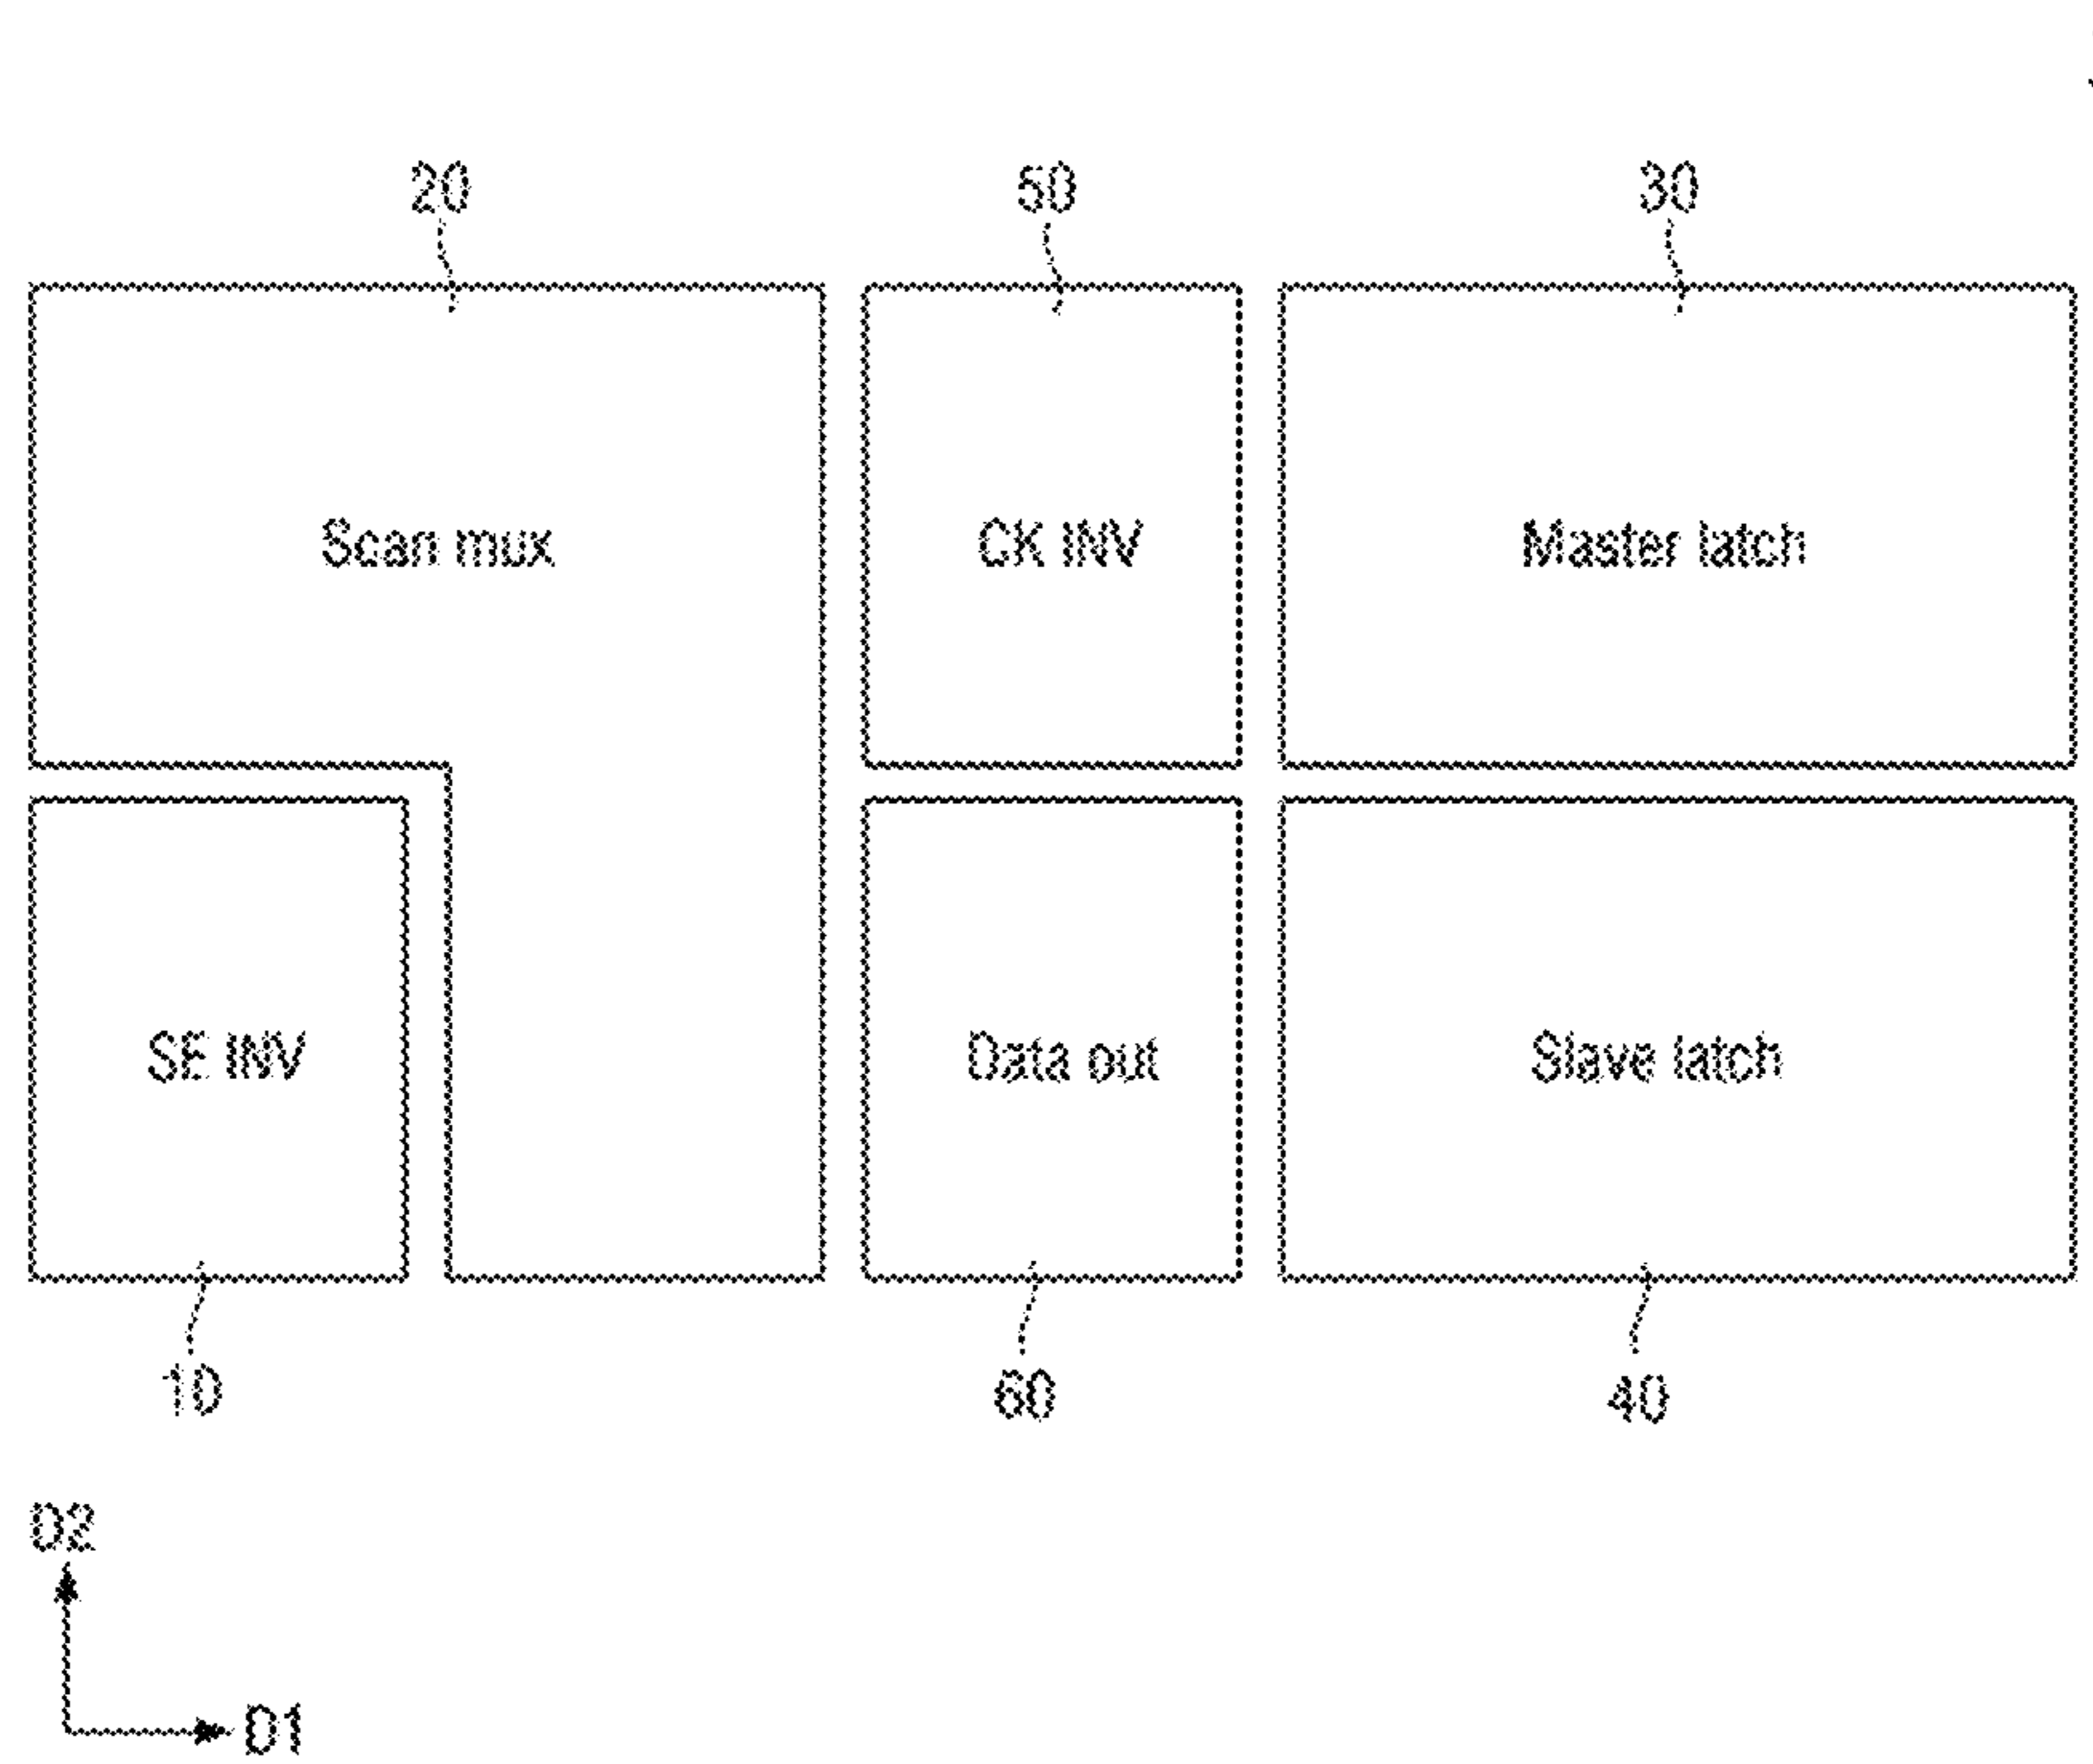 20 50 30
Scan mux CK INV Master latch
SE INV Data out Slave latch
10 60 40
D2
D1